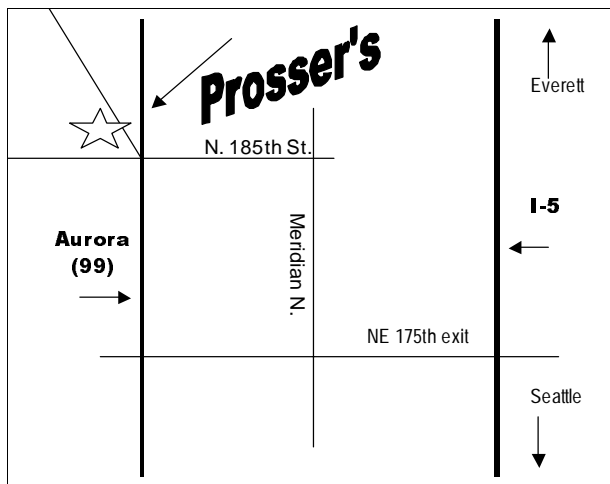 Prosser's
Everett
N. 185th St.
I-5
Aurora
(99)
Meridian N.
NE 175th exit
Seattle